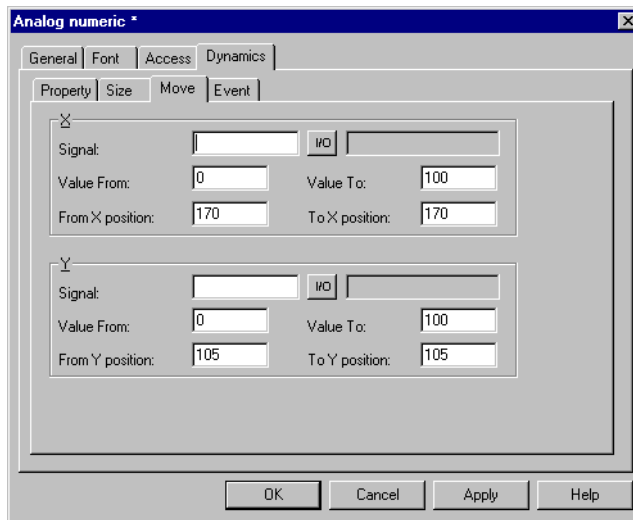 Analog numeric *
General Font Access Dynamics
Property Size Move Event
X
Signal: I/O
Value From: 0 Value To: 100
From X position: 170 To X position: 170
Y
Signal: I/O
Value From: 0 Value To: 100
From Y position: 105 To Y position: 105
OK Cancel Apply Help